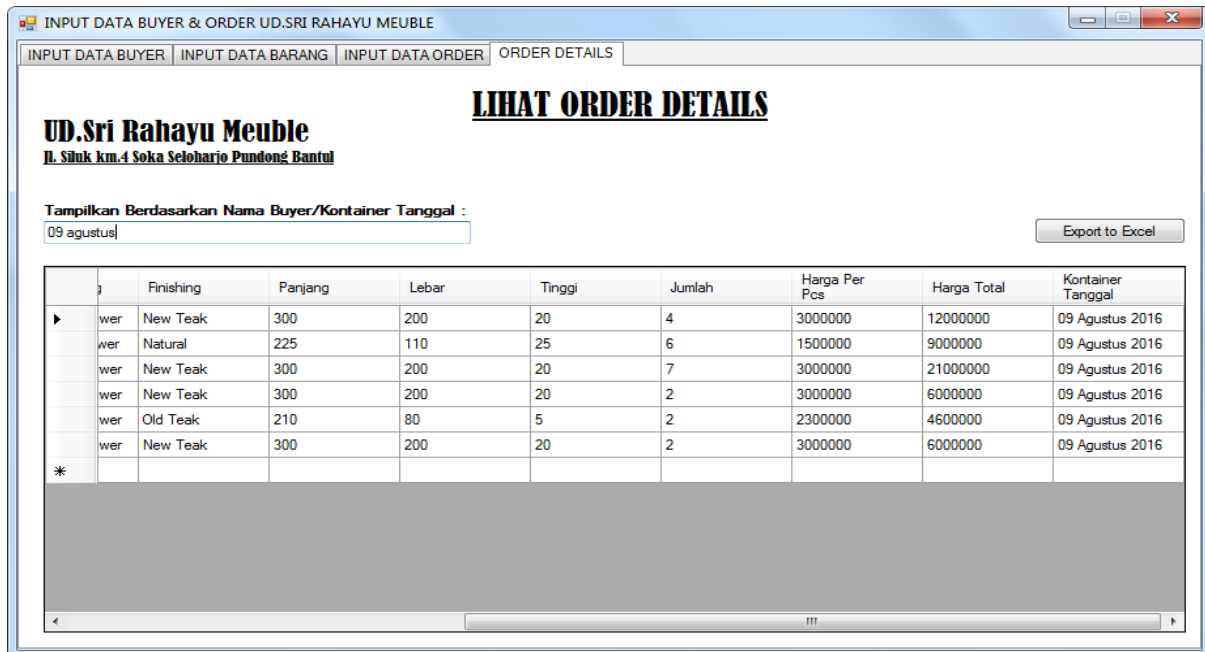 INPUT DATA BUYER & ORDER UD.SRI RAHAYU MEUBLE
INPUT DATA BUYER INPUT DATA BARANG INPUT DATA ORDER ORDER DETAILS
LIHAT ORDER DETAILS
UD.Sri Rahayu Meuble
Jl. Siluk km.4 Soka Seloharjo Pundong Bantul
Tampilkan Berdasarkan Nama Buyer/Kontainer Tanggal :
09 agustus
Export to Excel
Finishing Panjang Lebar Tinggi Jumlah Harga Per Pcs Harga Total Kontainer Tanggal
wer New Teak 300 200 20 4 3000000 12000000 09 Agustus 2016
wer Natural 225 110 25 6 1500000 9000000 09 Agustus 2016
wer New Teak 300 200 20 7 3000000 21000000 09 Agustus 2016
wer New Teak 300 200 20 2 3000000 6000000 09 Agustus 2016
wer Old Teak 210 80 5 2 2300000 4600000 09 Agustus 2016
wer New Teak 300 200 20 2 3000000 6000000 09 Agustus 2016